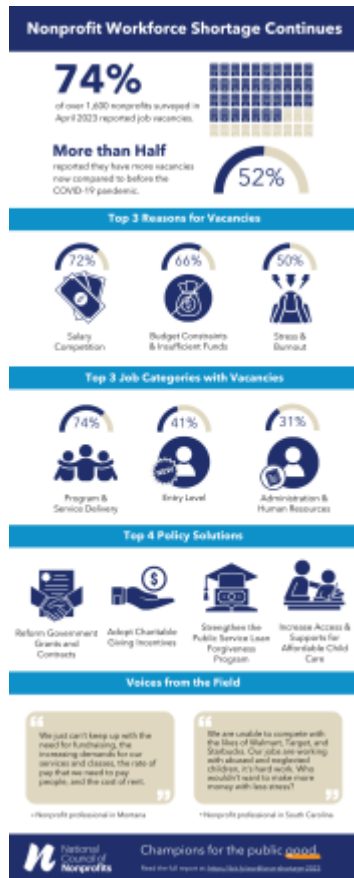 Nonprofit Workforce Shortage Continues
74%
of over 1,600 nonprofits surveyed in
April 2023 reported job vacancies.
More than Half
reported they have more vacancies
now compared to before the
COVID-19 pandemic.
52%
Top 3 Reasons for Vacancies
72%
66%
50%
Salary
Competition
Budget Constraints
& Insufficient Funds
Stress &
Burnout
Top 3 Job Categories with Vacancies
74%
41%
31%
NEW
Program &
Service Delivery
Entry Level
Administration &
Human Resources
Top 4 Policy Solutions
Reform Government
Grants and
Contracts
Adopt Charitable
Giving Incentives
Strengthen the
Public Service Loan
Forgiveness
Program
Increase Access &
Supports for
Affordable Child
Care
Voices from the Field
We just can't keep up with the
need for fundraising, the
increasing demands for our
services and classes, the rate of
pay that we need to pay
people, and the cost of rent.
Nonprofit professional in Montana
We are unable to compete with
the likes of Walmart, Target, and
Starbucks. Our jobs are working
with abused and neglected
children, it's hard work. Who
wouldn't want to make more
money with less stress?
Nonprofit professional in South Carolina
National
Council of
Nonprofits
Champions for the public good.
Read the full report at